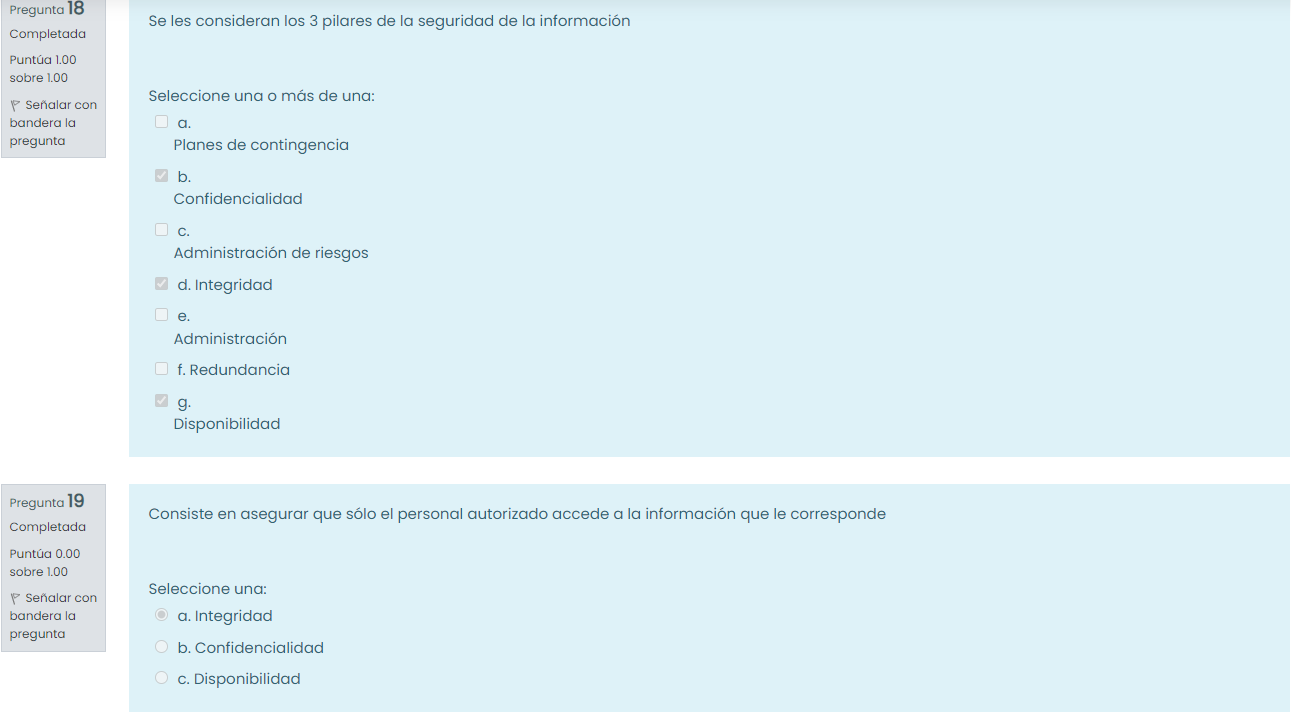 Pregunta 18
Completada
Puntúa 1.00
sobre 1.00
Señalar con
bandera la
pregunta
Se les consideran los 3 pilares de la seguridad de la información
Seleccione una o más de una:
a.
Planes de contingencia
b.
Confidencialidad
c.
Administración de riesgos
d. Integridad
e.
Administración
f. Redundancia
g.
Disponibilidad
Pregunta 19
Completada
Puntúa 0.00
sobre 1.00
Señalar con
bandera la
pregunta
Consiste en asegurar que sólo el personal autorizado accede a la información que le corresponde
Seleccione una:
a. Integridad
b. Confidencialidad
c. Disponibilidad